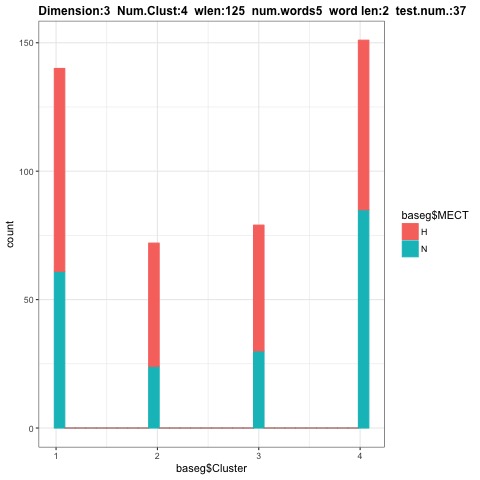 Dimension:3  Num.Clust:4  wlen:125  num.words5  word len:2  test.num.:37
150
100
50
0
count
1 2 3 4
baseg$Cluster
baseg$MECT
H
N